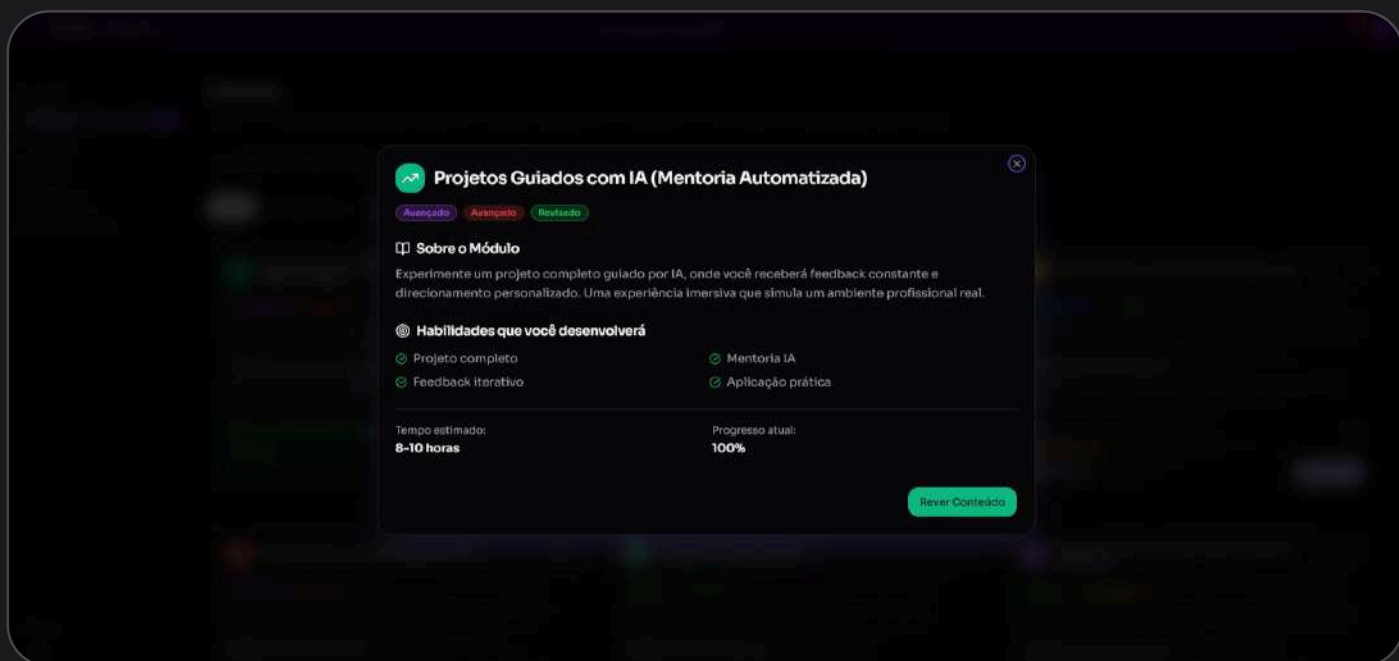 Projetos Guiados com IA (Mentoria Automatizada)
Avançado Avançado Revisado
Sobre o Módulo
Experimente um projeto completo guiado por IA, onde você receberá feedback constante e
direcionamento personalizado. Uma experiência imersiva que simula um ambiente profissional real.
Habilidades que você desenvolverá
Projeto completo
Mentoria IA
Feedback iterativo
Aplicação prática
Tempo estimado:
8-10 horas
Progresso atual:
100%
Rever Conteúdo